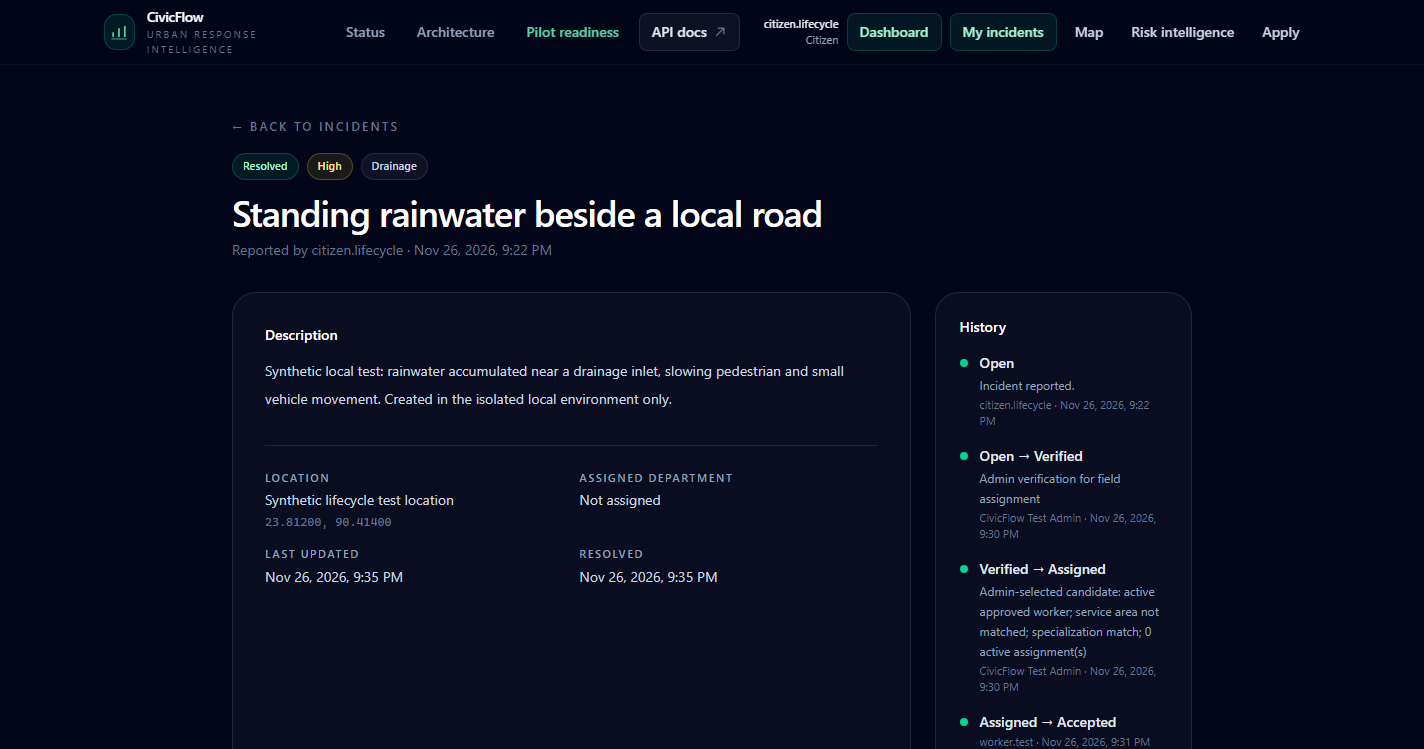 CivicFlow
URBAN RESPONSE
INTELLIGENCE
Status
Architecture
Pilot readiness
API docs ↗
citizen.lifecycle
Citizen
Dashboard
My incidents
Map
Risk intelligence
Apply
← BACK TO INCIDENTS
Resolved
High
Drainage
Standing rainwater beside a local road
Reported by citizen.lifecycle · Nov 26, 2026, 9:22 PM
Description
Synthetic local test: rainwater accumulated near a drainage inlet, slowing pedestrian and small
vehicle movement. Created in the isolated local environment only.
LOCATION
Synthetic lifecycle test location
23.81200, 90.41400
ASSIGNED DEPARTMENT
Not assigned
LAST UPDATED
Nov 26, 2026, 9:35 PM
RESOLVED
Nov 26, 2026, 9:35 PM
History
Open
Incident reported.
citizen.lifecycle · Nov 26, 2026, 9:22
PM
Open → Verified
Admin verification for field
assignment
CivicFlow Test Admin · Nov 26, 2026,
9:30 PM
Verified → Assigned
Admin-selected candidate: active
approved worker; service area not
matched; specialization match; 0
active assignment(s)
CivicFlow Test Admin · Nov 26, 2026,
9:30 PM
Assigned → Accepted
worker.test · Nov 26, 2026, 9:31 PM